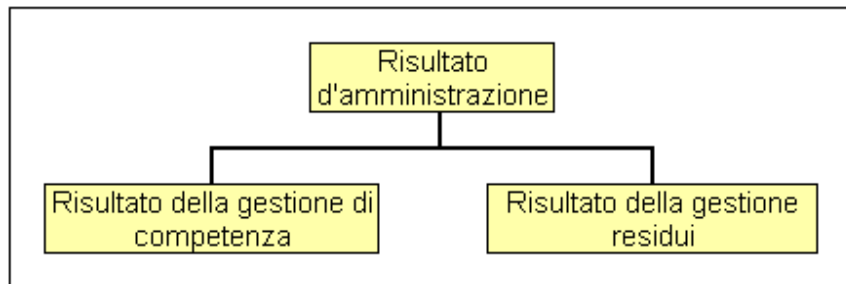 Risultato
d'amministrazione
Risultato della gestione di
competenza
Risultato della gestione
residui